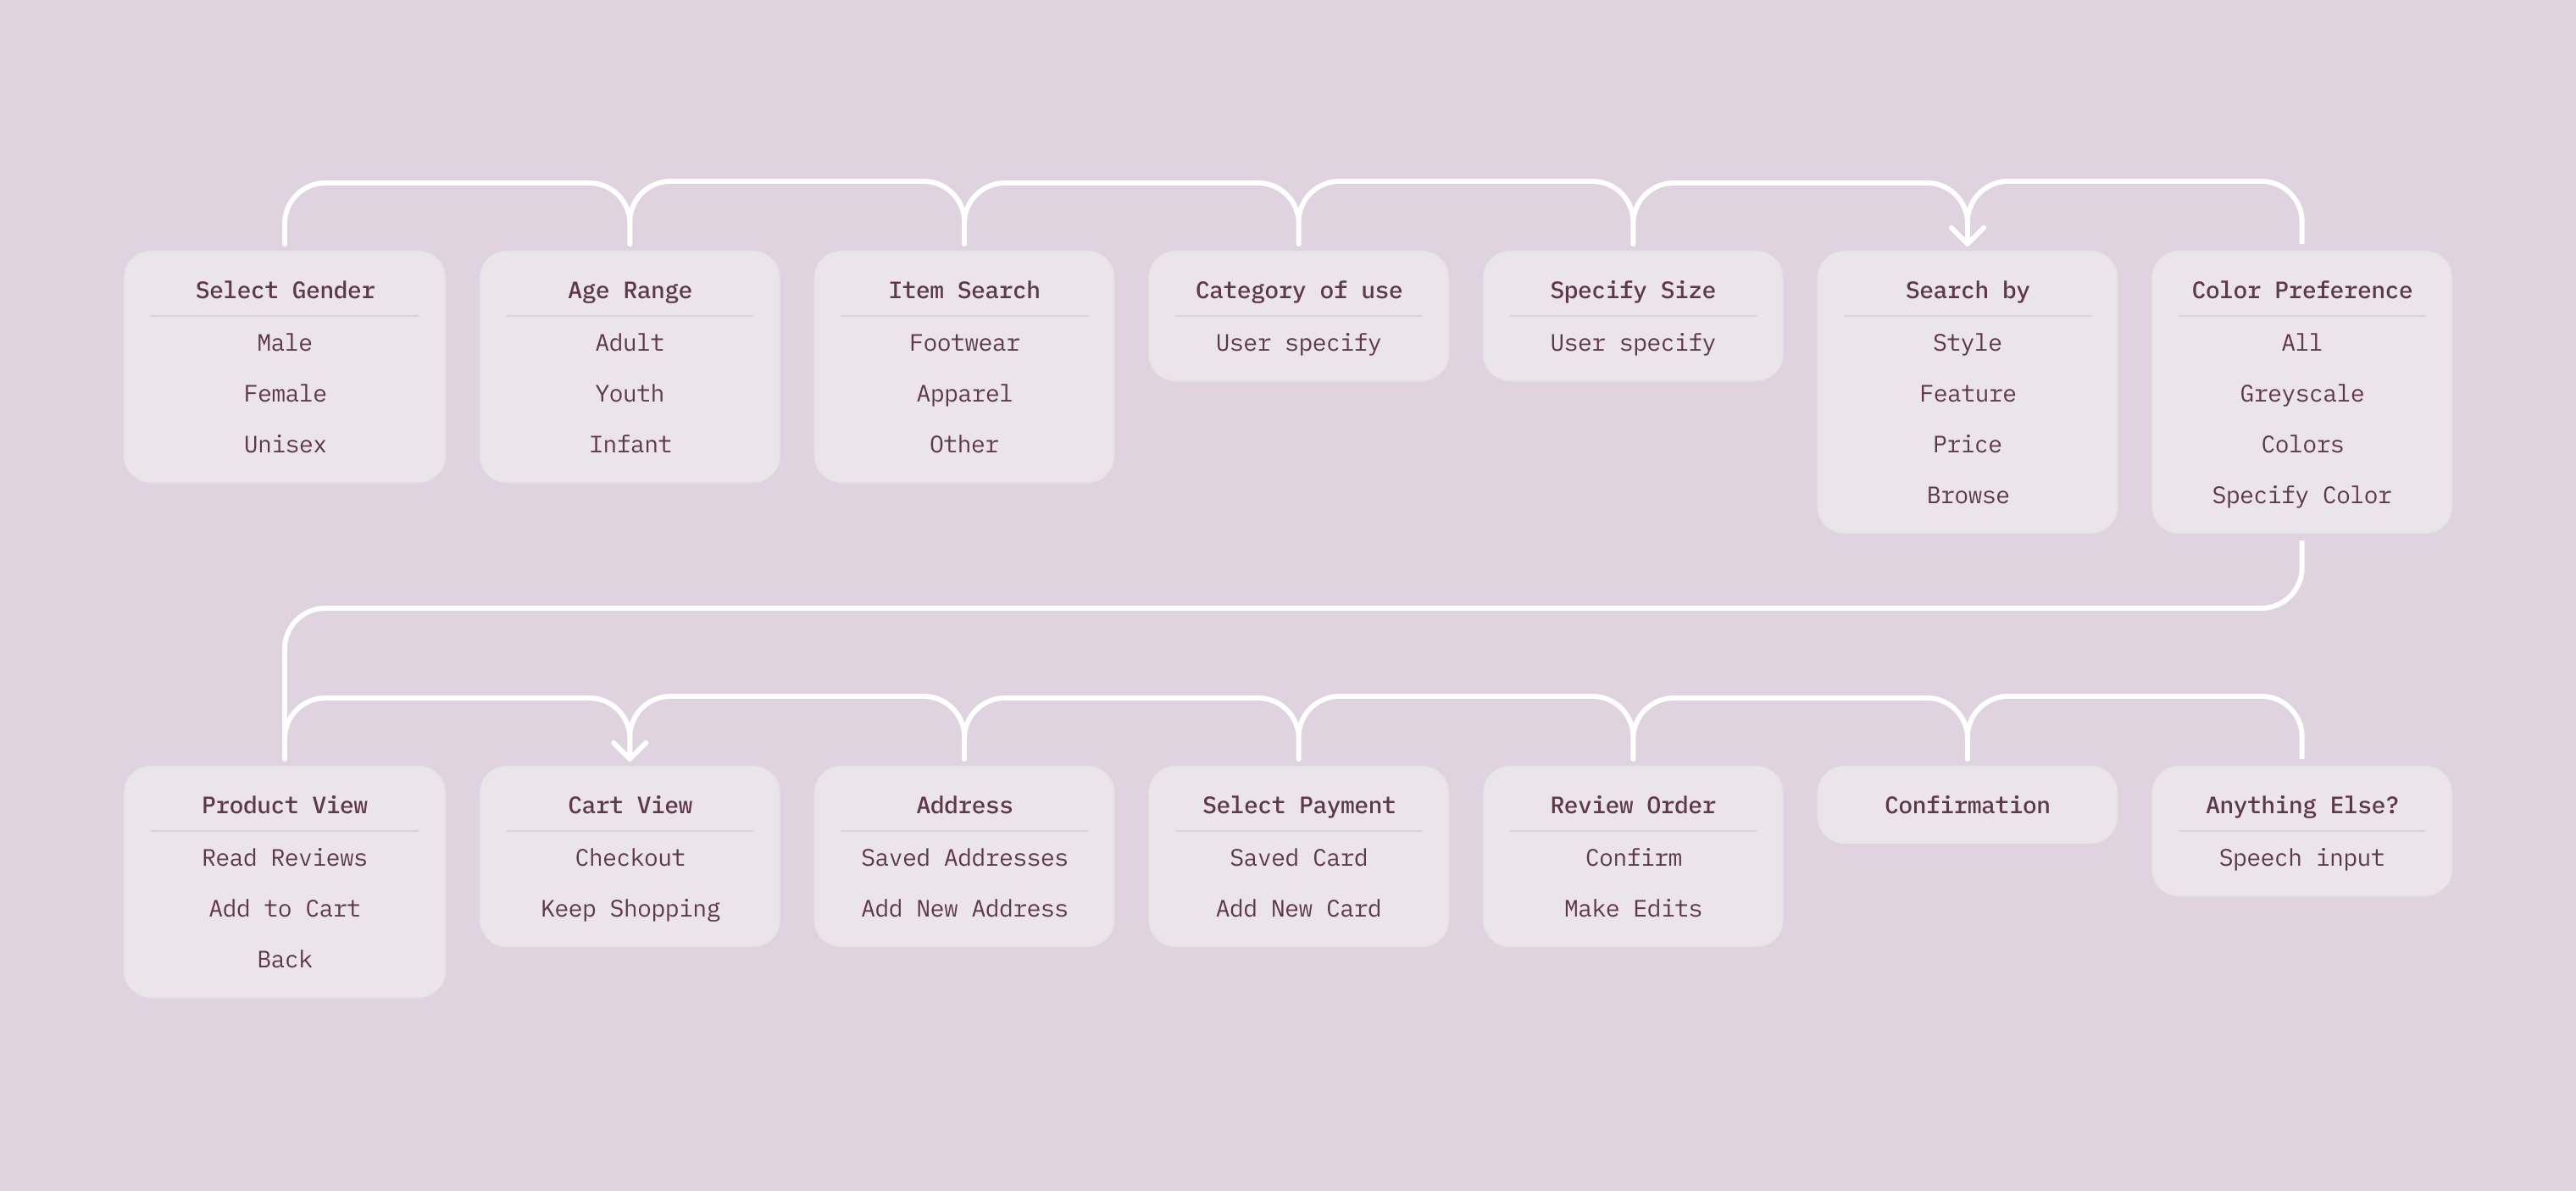 Select Gender
Male
Female
Unisex
Age Range
Adult
Youth
Infant
Item Search
Footwear
Apparel
Other
Category of use
User specify
Specify Size
User specify
Search by
Style
Feature
Price
Browse
Color Preference
All
Greyscale
Colors
Specify Color
Product View
Read Reviews
Add to Cart
Back
Cart View
Checkout
Keep Shopping
Address
Saved Addresses
Add New Address
Select Payment
Saved Card
Add New Card
Review Order
Confirm
Make Edits
Confirmation
Anything Else?
Speech input